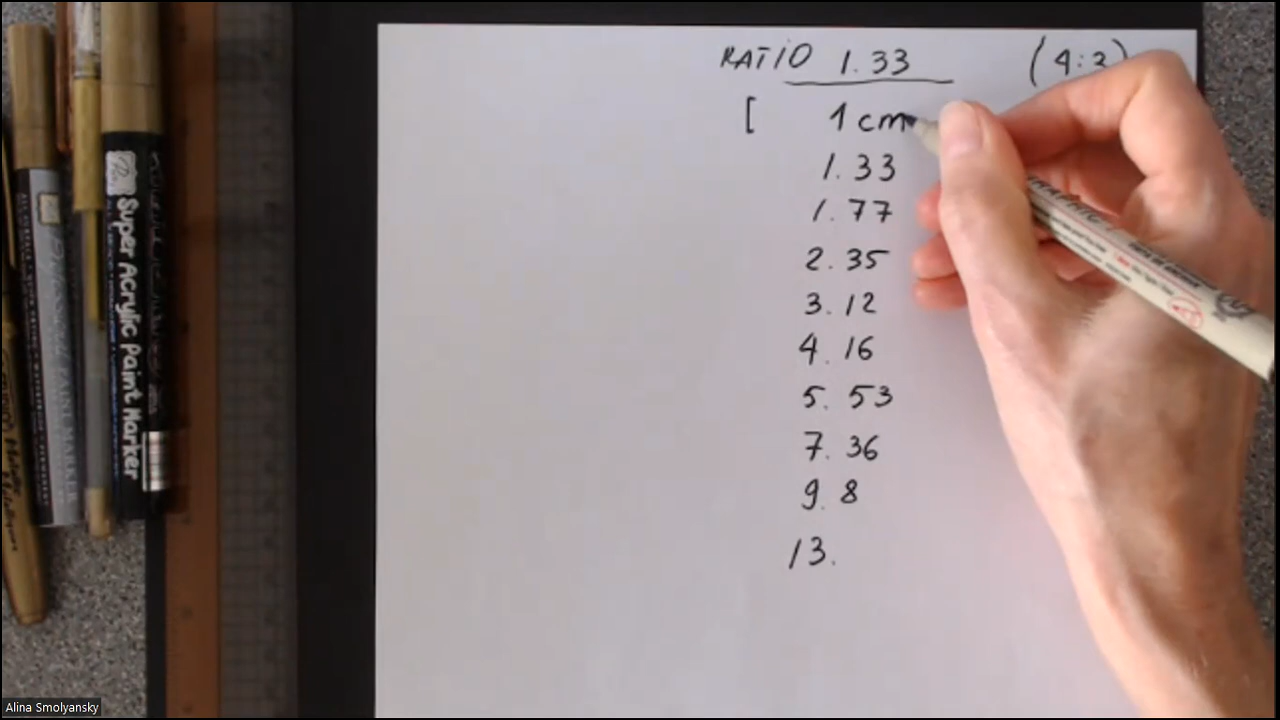 RATIO 1.33 (4:3)
[ 1 cm
1.33
1.77
2.35
3.12
4.16
5.53
7.36
9.8
13.
Super Acrylic Paint Marker
Alina Smolyansky